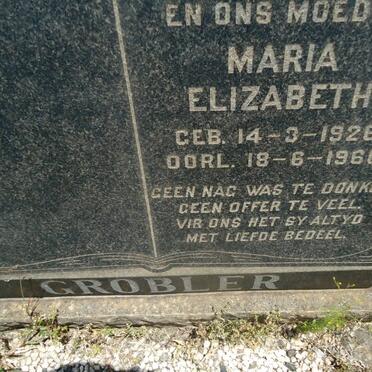 EN ONS MOED
MARIA
ELIZABETH
GEB. 14-3-1926
OORL. 18-6-196
GEEN NAG WAS TE DONK
GEEN OFFER TE VEEL
VIR ONS HET SY ALTYD
MET LIEFDE BEDEEL
GROBLER